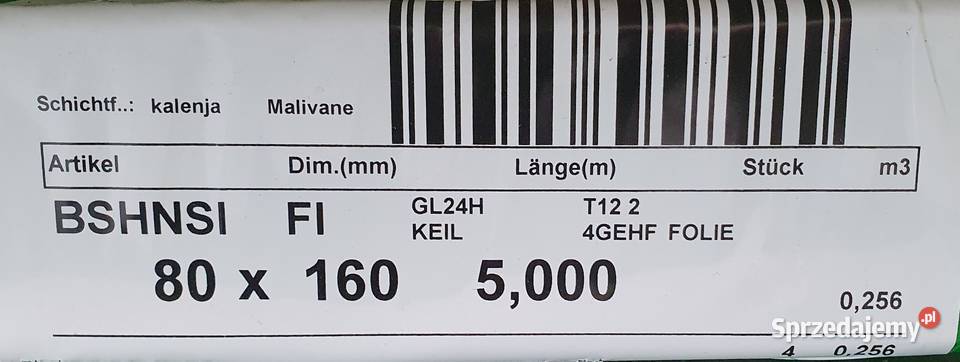 Schichtf..: kalenja Malivane
Artikel Dim.(mm) Länge(m) Stück m3
BSHNSI FI GL24H T12 2
KEIL 4GEHF FOLIE
80 x 160 5,000
0,256
Sprzedajemy.pl
4 0,256